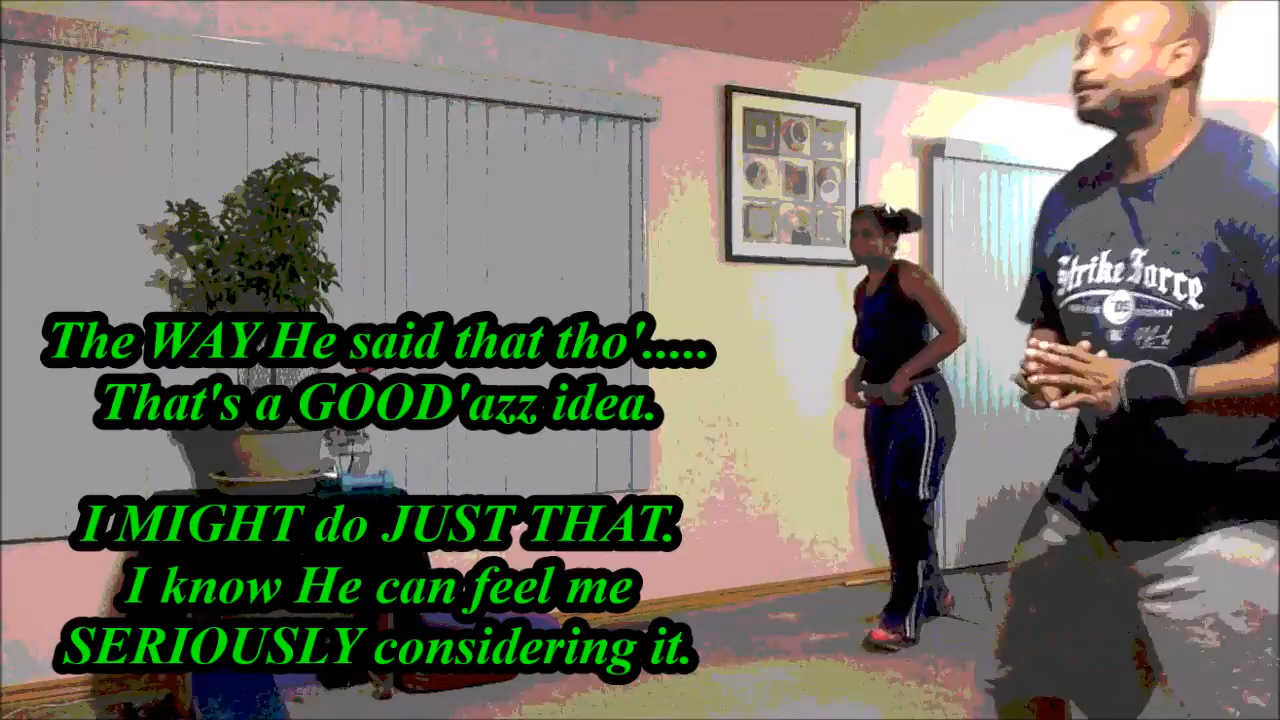 The WAY He said that tho'.....
That's a GOOD'azz idea.
I MIGHT do JUST THAT.
I know He can feel me
SERIOUSLY considering it.
Strike Force